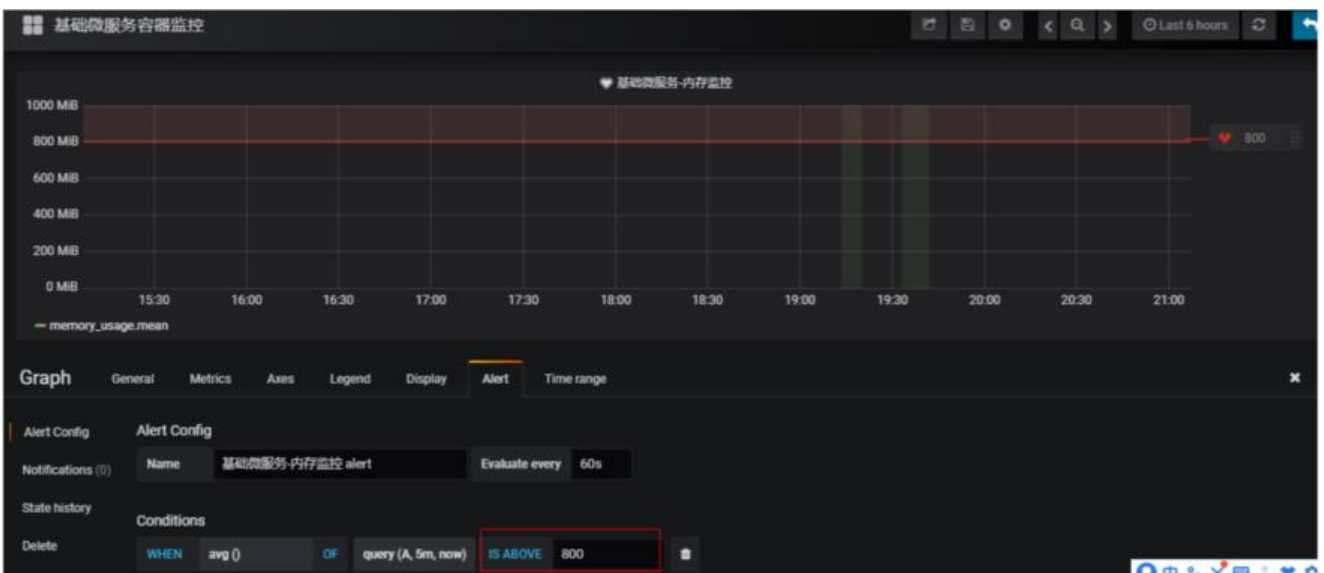 基础微服务容器监控
Last 6 hours
基础微服务-内存监控
1000 MiB
800 MiB
800
600 MiB
400 MiB
200 MiB
0 MiB
15:30 16:00 16:30 17:00 17:30 18:00 18:30 19:00 19:30 20:00 20:30 21:00
memory_usage.mean
Graph General Metrics Axes Legend Display Alert Time range
Alert Config
Notifications (0)
State history
Delete
Alert Config
Name 基础微服务-内存监控 alert Evaluate every 60s
Conditions
WHEN avg () OF query (A, 5m, now) IS ABOVE 800